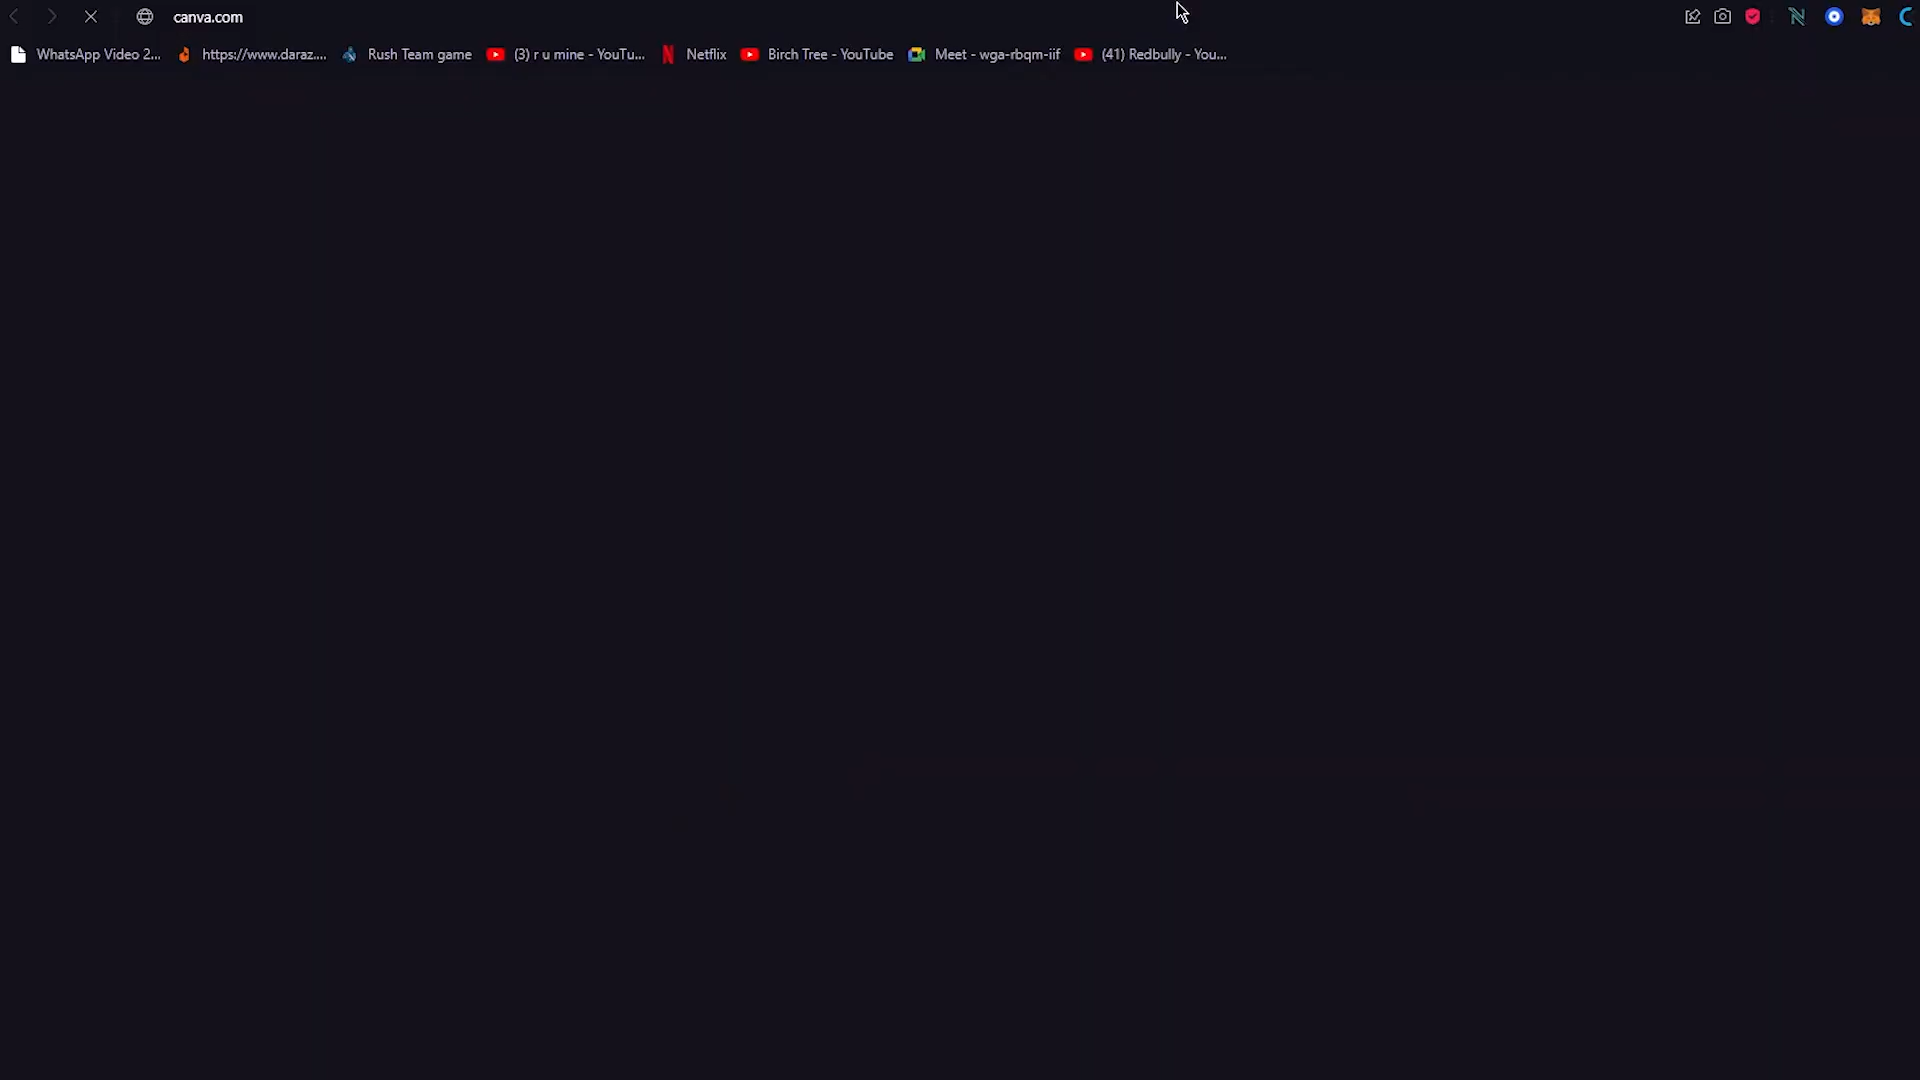 canva.com
WhatsApp Video 2...
https://www.daraz....
Rush Team game
(3) r u mine - YouTu...
Netflix
Birch Tree - YouTube
Meet - wga-rbqm-iif
(41) Redbully - You...